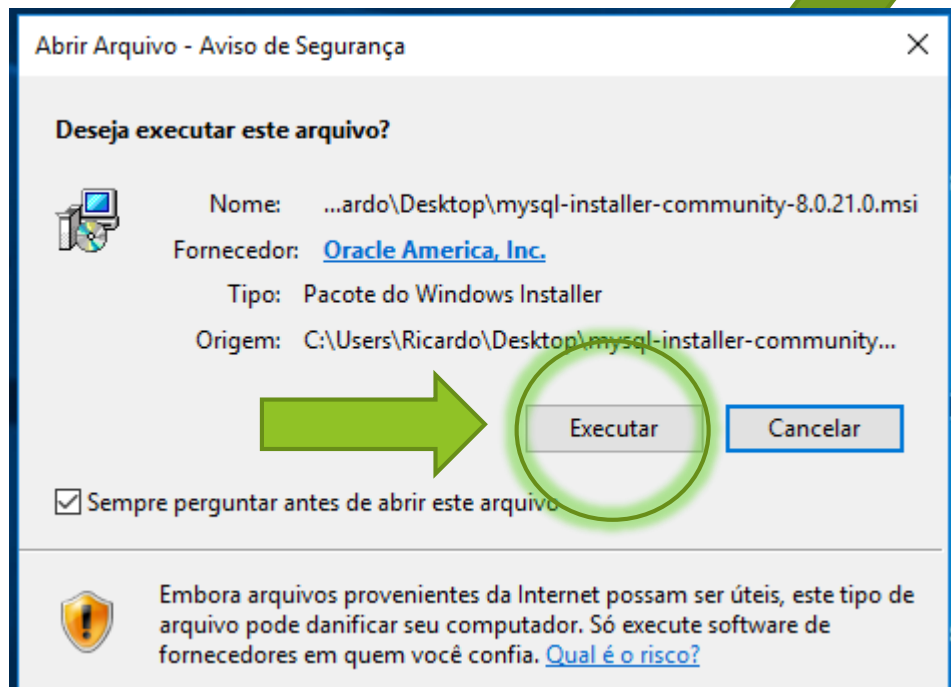 Abrir Arquivo - Aviso de Segurança
Deseja executar este arquivo?
Nome: ...ardo\Desktop\mysql-installer-community-8.0.21.0.msi
Fornecedor: Oracle America, Inc.
Tipo: Pacote do Windows Installer
Origem: C:\Users\Ricardo\Desktop\mysql-installer-community...
Executar Cancelar
Sempre perguntar antes de abrir este arquivo
Embora arquivos provenientes da Internet possam ser úteis, este tipo de
arquivo pode danificar seu computador. Só execute software de
fornecedores em quem você confia. Qual é o risco?